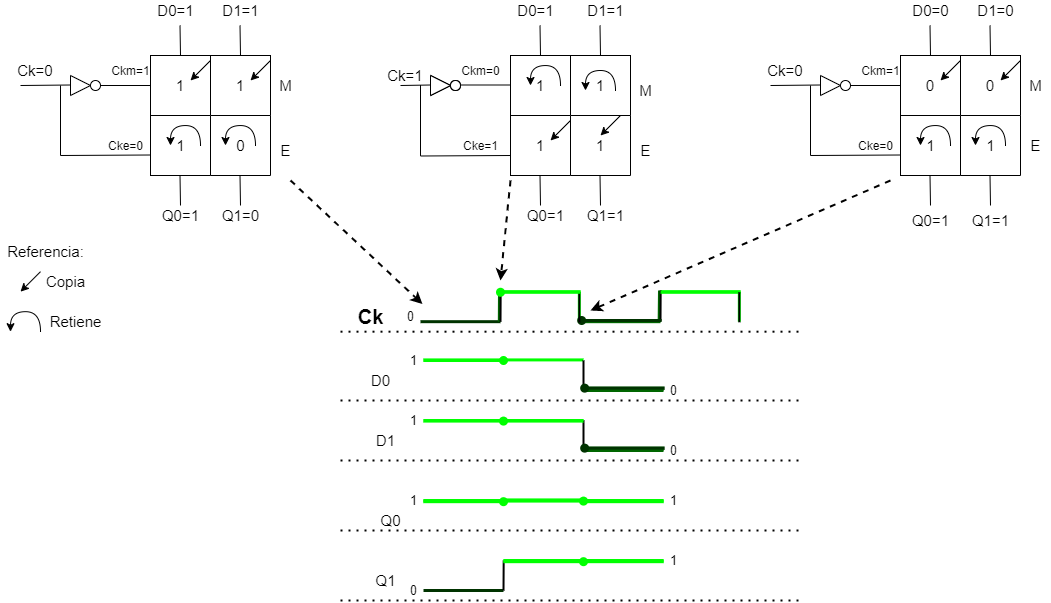 D0=1 D1=1
Ck=0
Ckm=1
1 1
M
Cke=0
1 0
E
Q0=1 Q1=0
D0=1 D1=1
Ck=1
Ckm=0
1 1
M
Cke=1
1 1
E
Q0=1 Q1=1
D0=0 D1=0
Ck=0
Ckm=1
0 0
M
Cke=0
1 1
E
Q0=1 Q1=1
Referencia:
Copia
Retiene
Ck 0
1
D0
0
1
D1
0
1 1
Q0
1
Q1
0